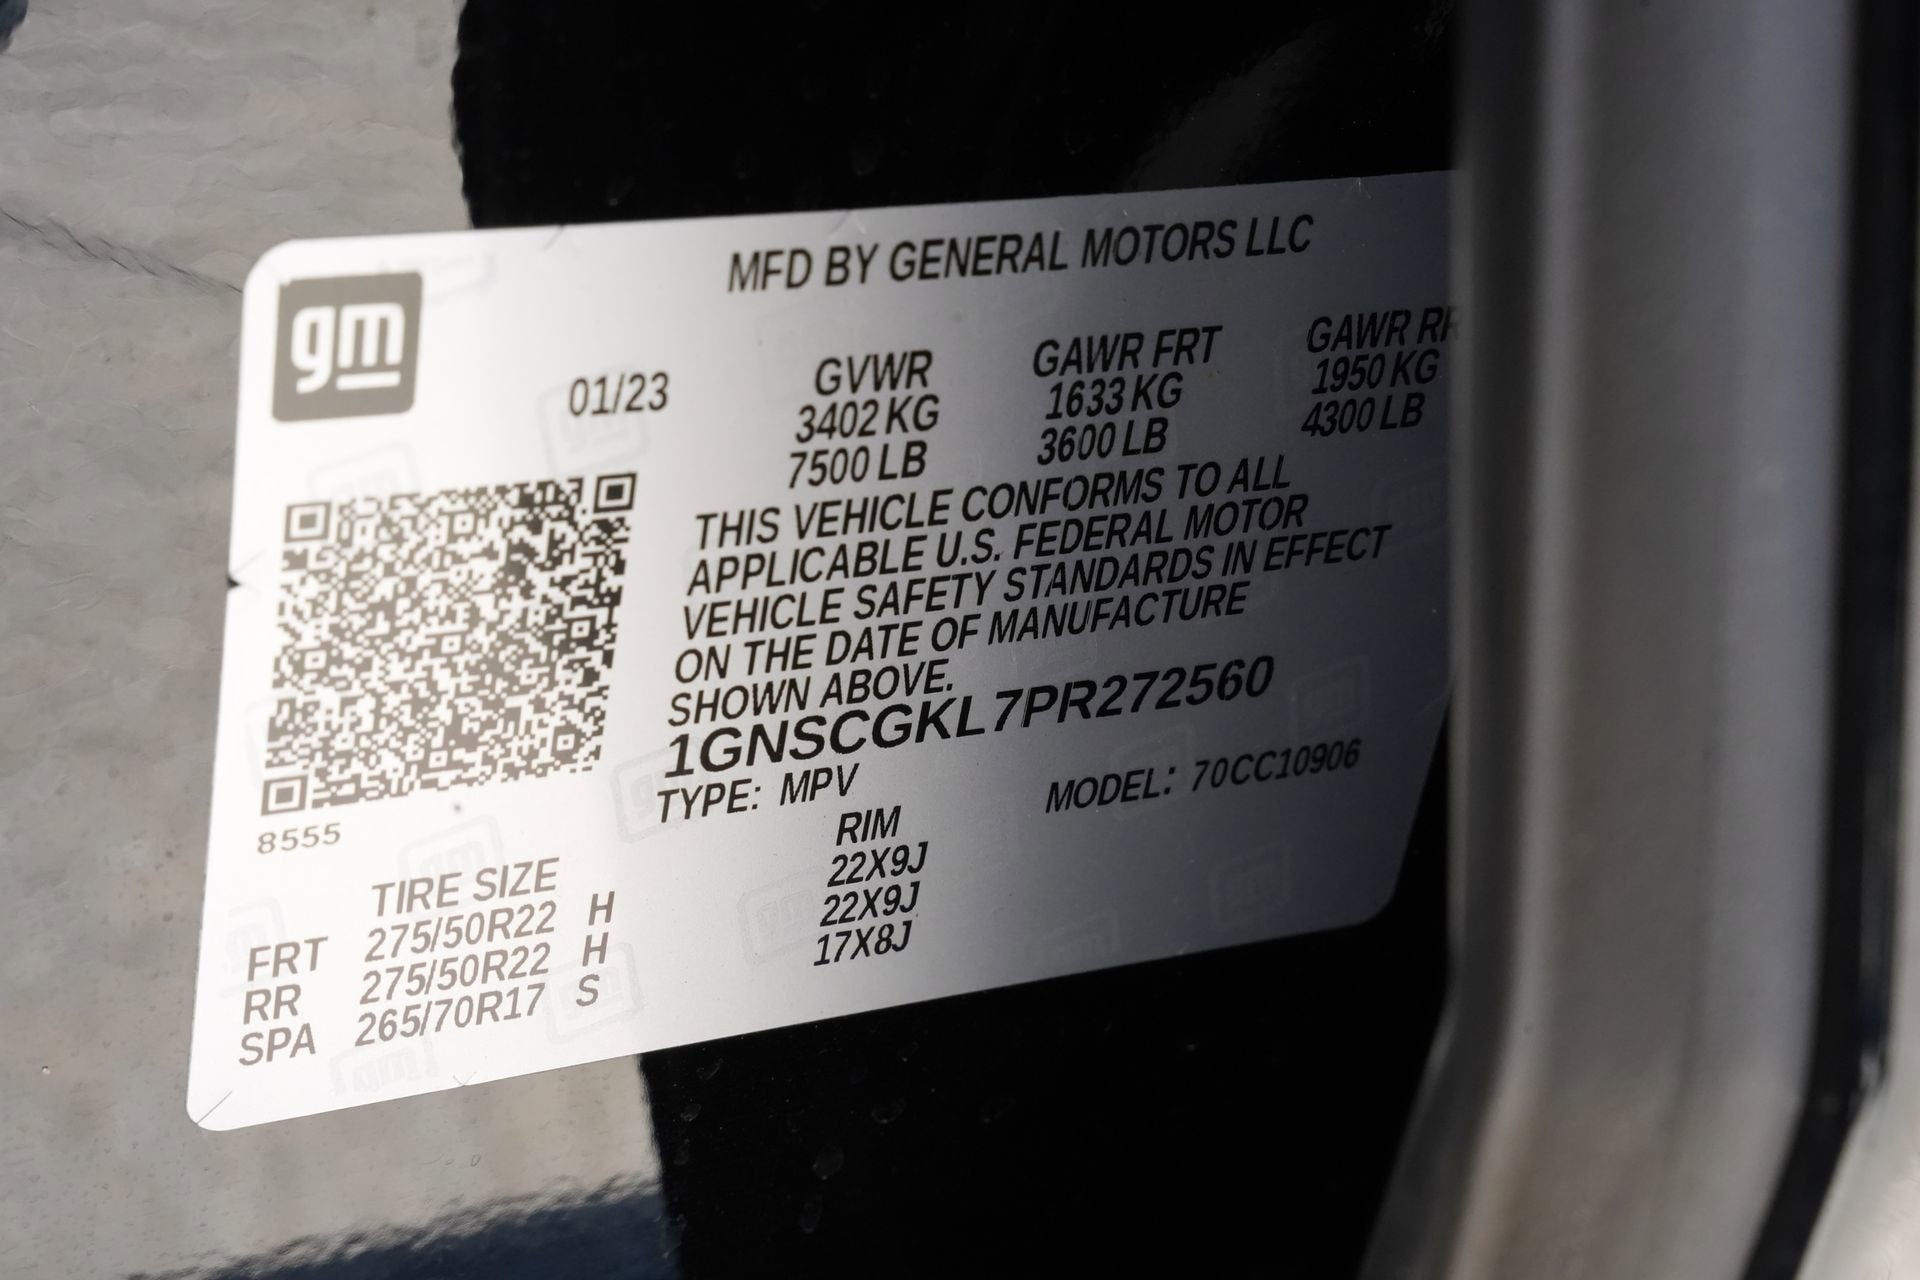 gm
MFD BY GENERAL MOTORS LLC
01/23
GVWR GAWR FRT GAWR RR
3402 KG 1633 KG 1950 KG
7500 LB 3600 LB 4300 LB
THIS VEHICLE CONFORMS TO ALL
APPLICABLE U.S. FEDERAL MOTOR
VEHICLE SAFETY STANDARDS IN EFFECT
ON THE DATE OF MANUFACTURE
SHOWN ABOVE.
1GNSCGKL7PR272560
TYPE: MPV MODEL: 70CC10906
8555
TIRE SIZE RIM
FRT 275/50R22 H 22X9J
RR 275/50R22 H 22X9J
SPA 265/70R17 S 17X8J